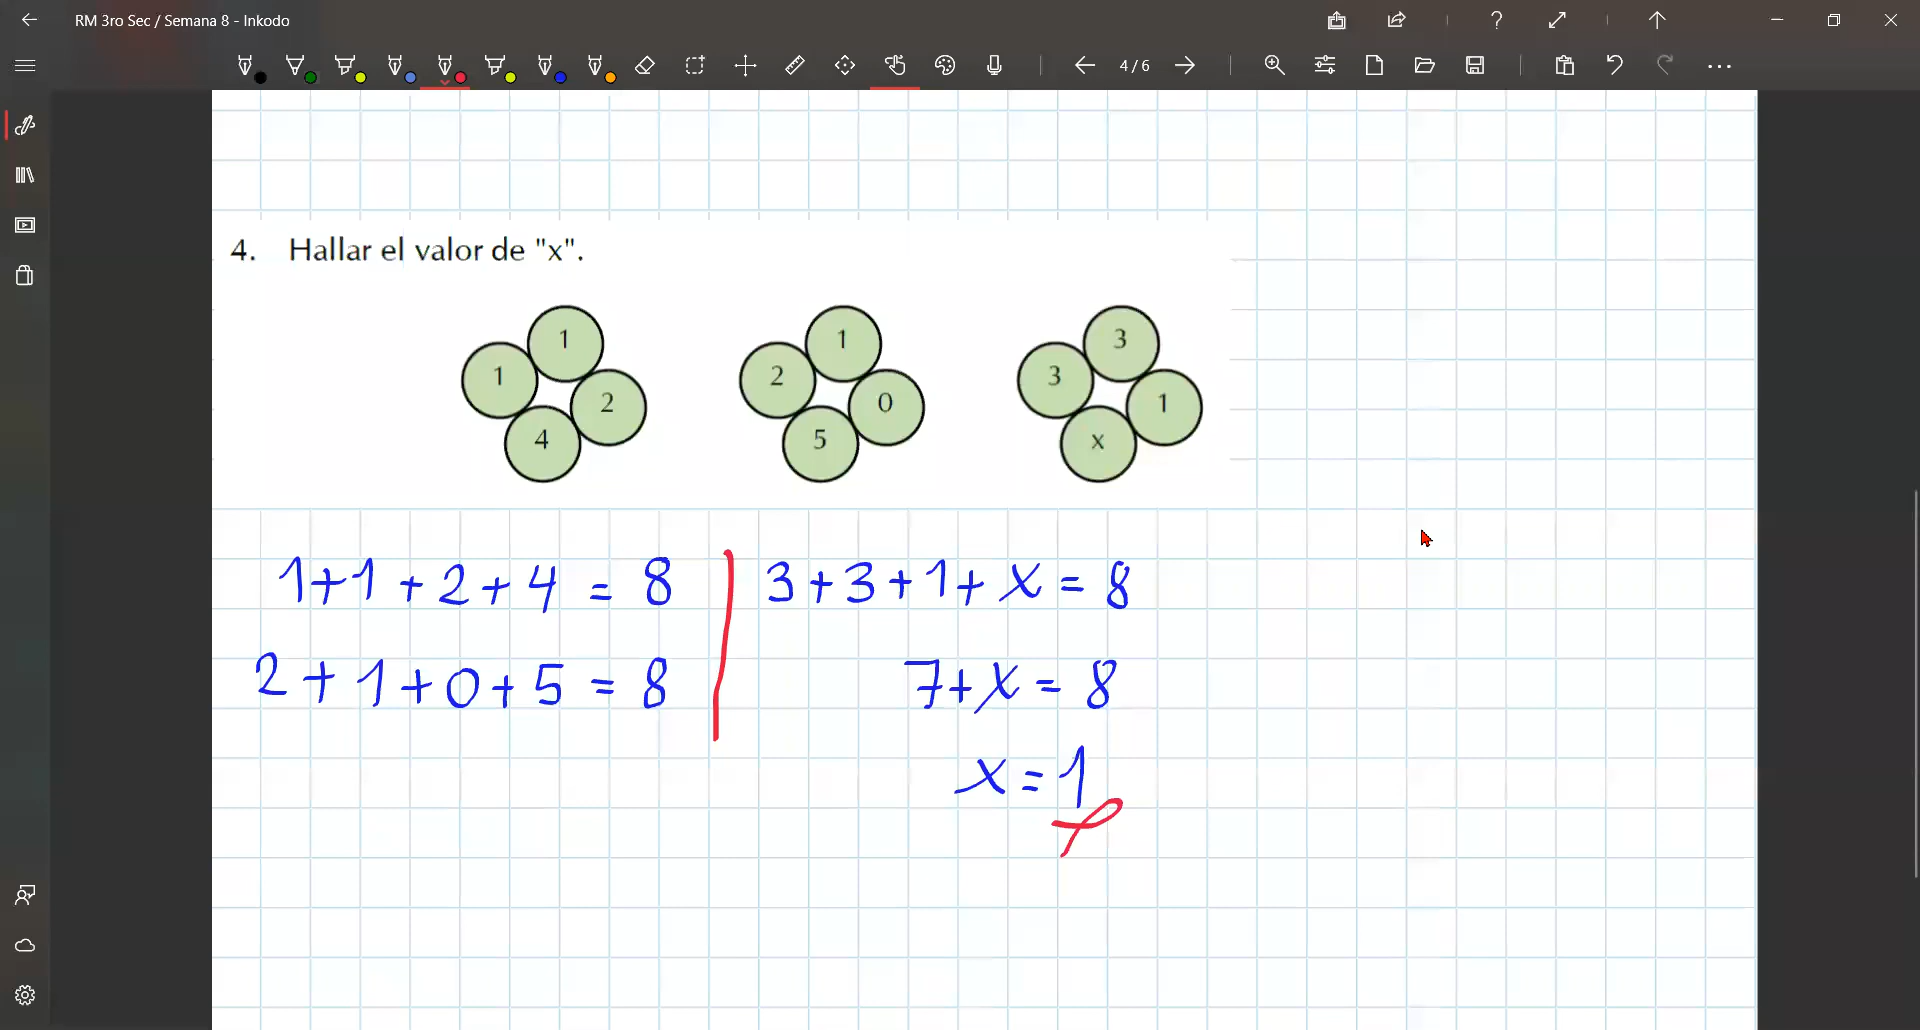 RM 3ro Sec / Semana 8 - Inkodo
4 / 6
4. Hallar el valor de "x".
1 1 3
1 2 3
2 0 1
4 5 x
1+1+2+4 = 8
2+1+0+5 = 8
3+3+1+x = 8
7+x = 8
x = 1